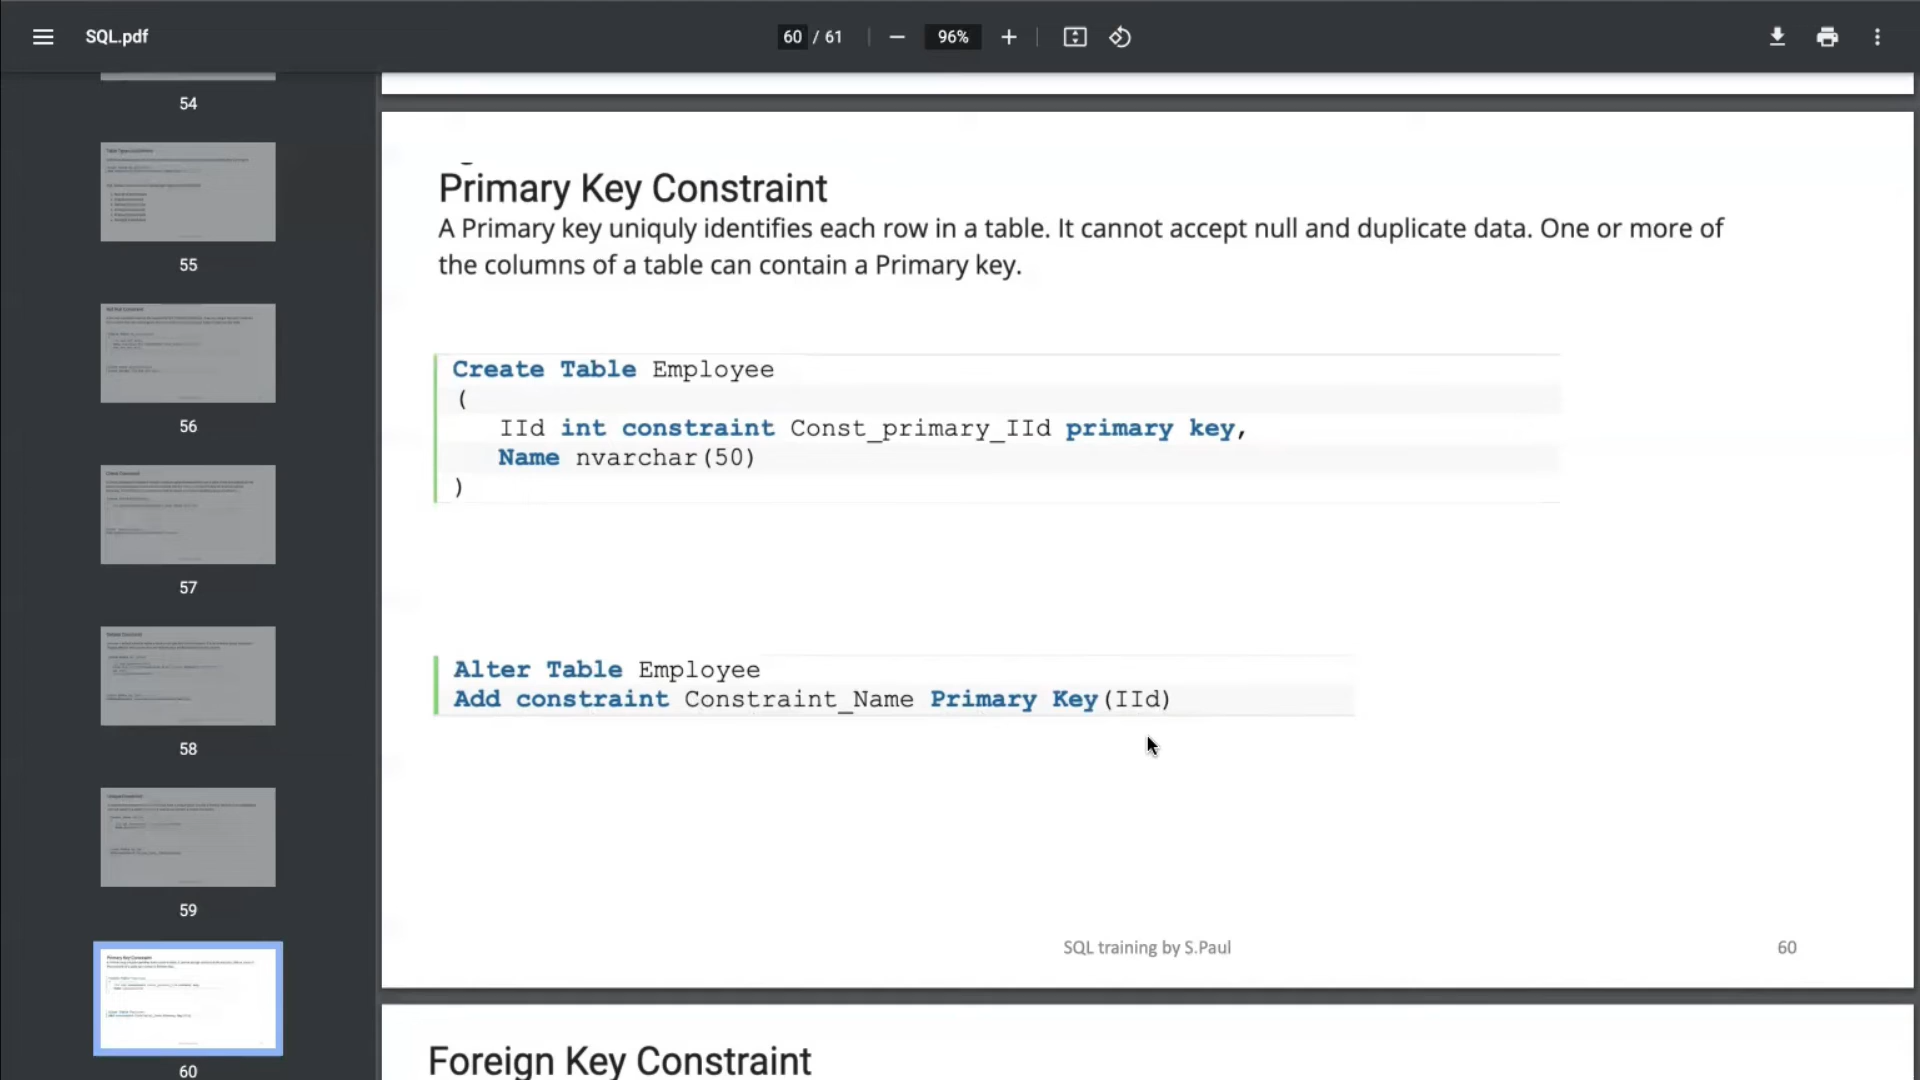 SQL.pdf
60 / 61
96%
54
55
56
57
58
59
60
Primary Key Constraint
A Primary key uniquly identifies each row in a table. It cannot accept null and duplicate data. One or more of
the columns of a table can contain a Primary key.
Create Table Employee
(
IId int constraint Const_primary_IId primary key,
Name nvarchar(50)
)
Alter Table Employee
Add constraint Constraint_Name Primary Key(IId)
SQL training by S.Paul
60
Foreign Key Constraint